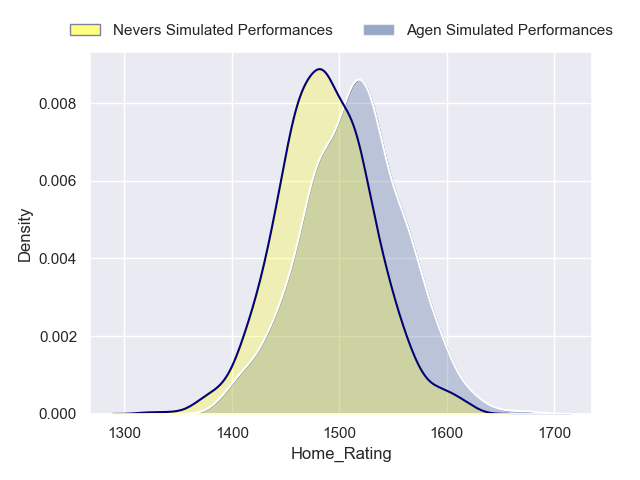 Nevers Simulated Performances Agen Simulated Performances
0.008
0.006
0.004
0.002
0.000
Density
1300 1400 1500 1600 1700
Home_Rating